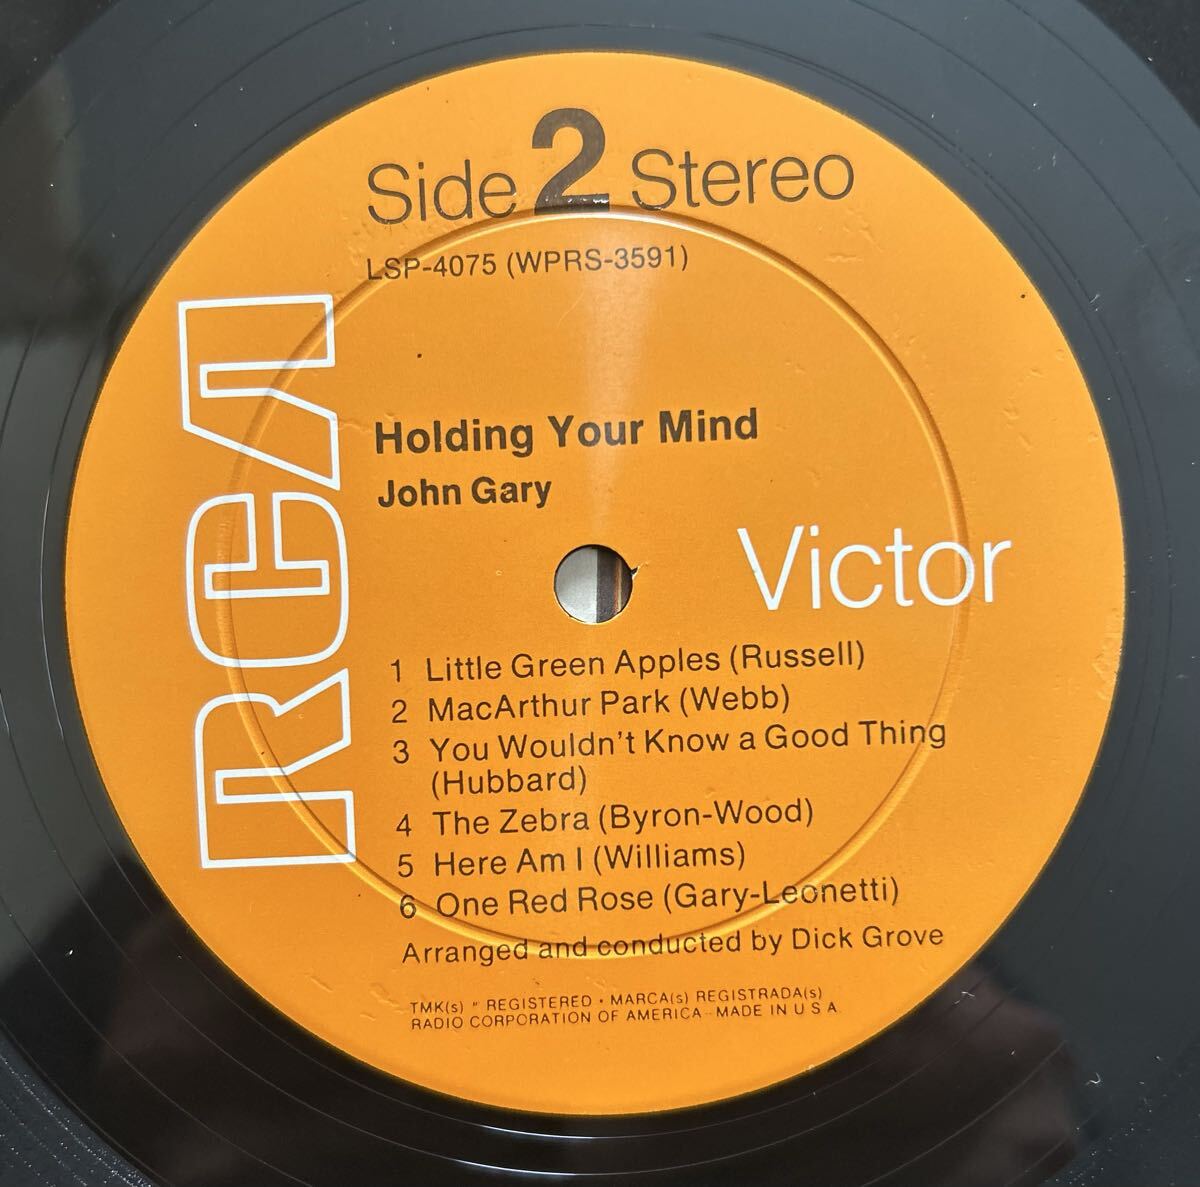 Side 2 Stereo
LSP-4075 (WPRS-3591)
RCA
Holding Your Mind
John Gary
Victor
1 Little Green Apples (Russell)
2 MacArthur Park (Webb)
3 You Wouldn't Know a Good Thing
(Hubbard)
4 The Zebra (Byron-Wood)
5 Here Am I (Williams)
6 One Red Rose (Gary-Leonetti)
Arranged and conducted by Dick Grove
TMK(s) ® REGISTERED • MARCA(s) REGISTRADA(s)
RADIO CORPORATION OF AMERICA - MADE IN U S A